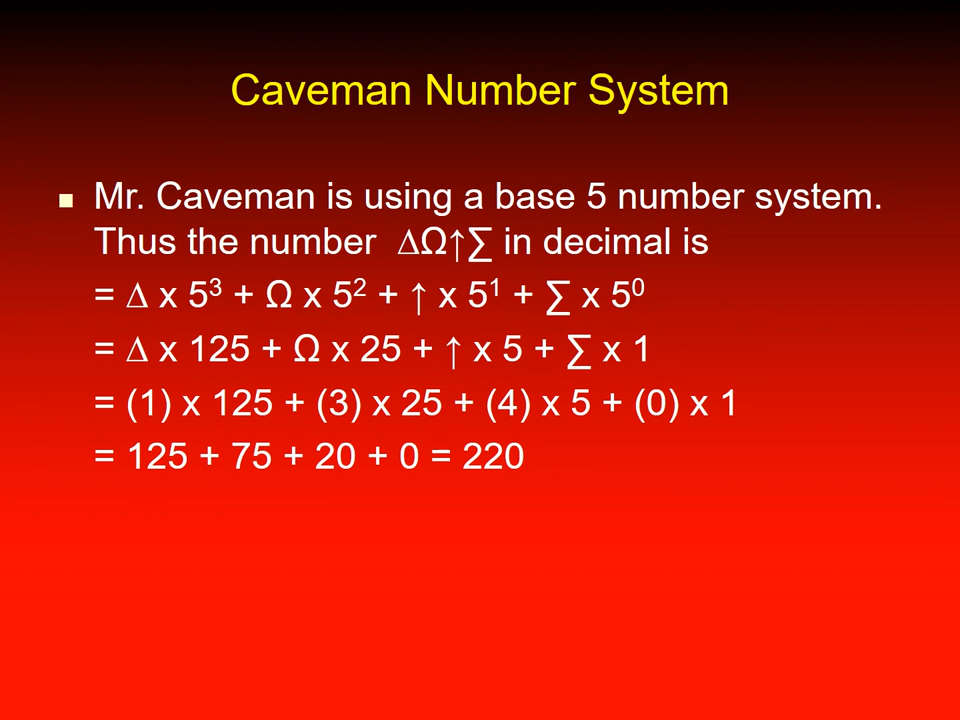 Caveman Number System
Mr. Caveman is using a base 5 number system.
Thus the number ∆Ω↑∑ in decimal is
= ∆ x 5³ + Ω x 5² + ↑ x 5¹ + ∑ x 5⁰
= ∆ x 125 + Ω x 25 + ↑ x 5 + ∑ x 1
= (1) x 125 + (3) x 25 + (4) x 5 + (0) x 1
= 125 + 75 + 20 + 0 = 220